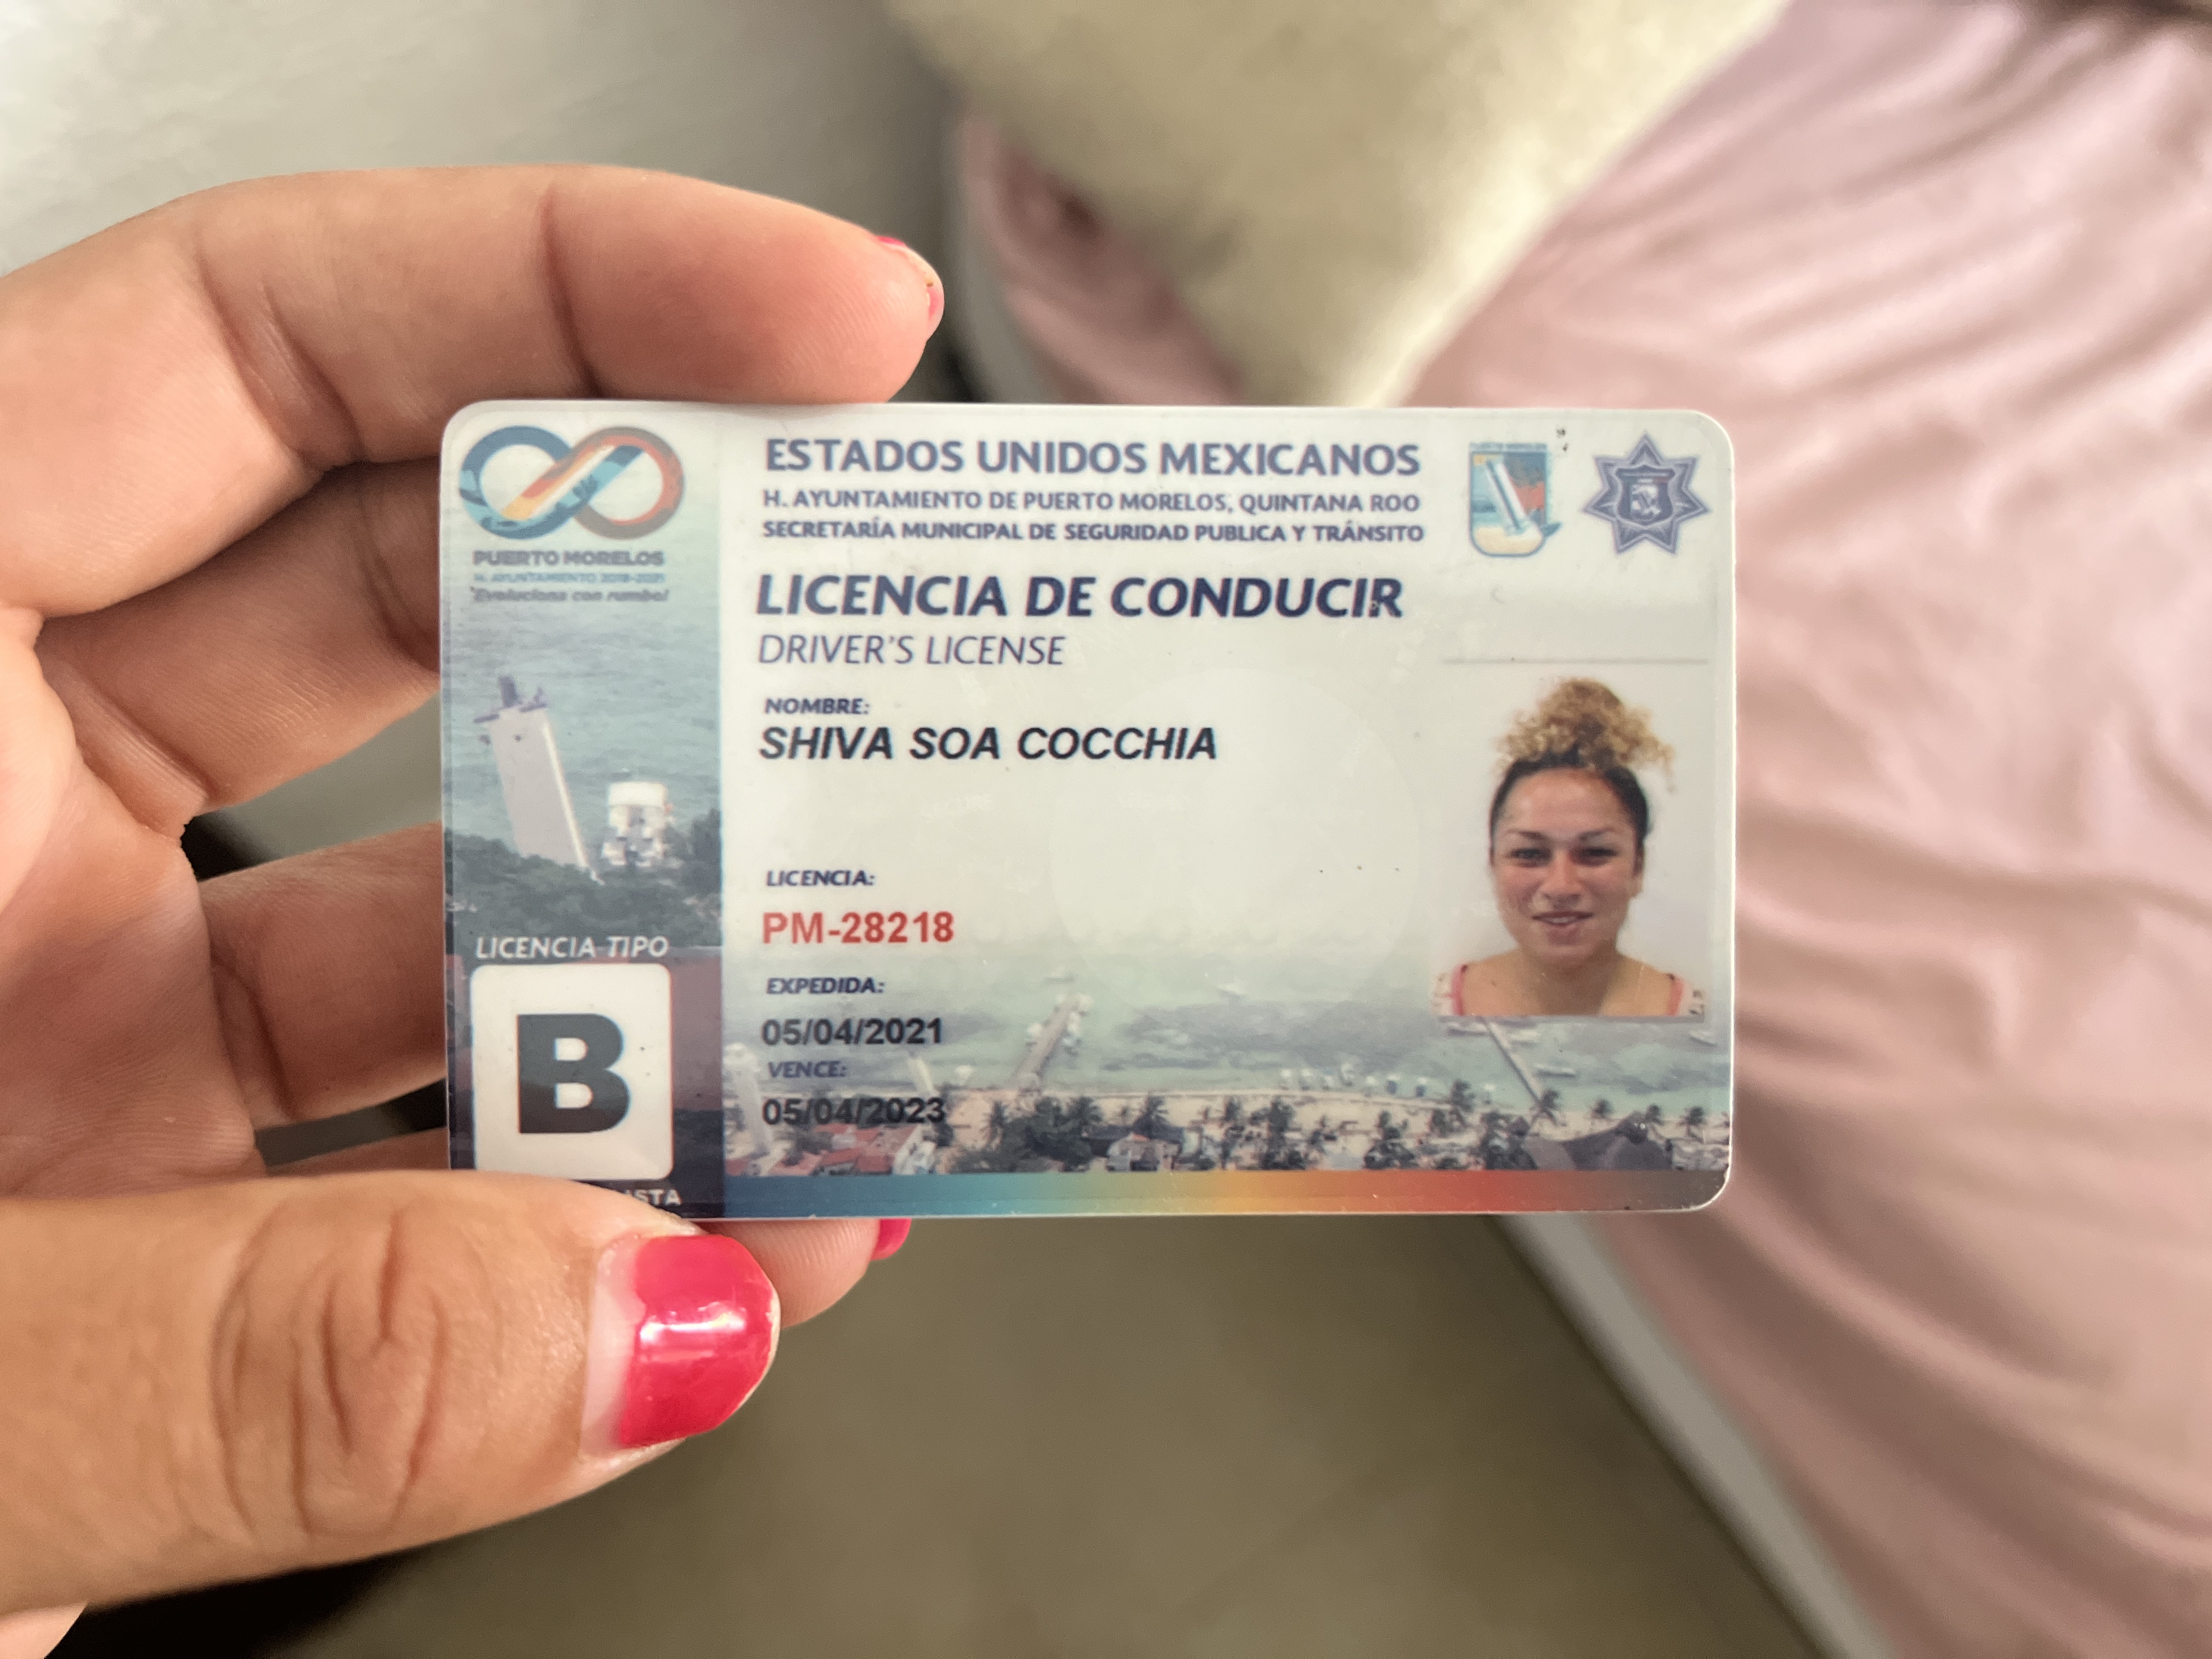 PUERTO MORELOS
H. AYUNTAMIENTO 2018-2021
¡Evoluciona con rumbo!
ESTADOS UNIDOS MEXICANOS
H. AYUNTAMIENTO DE PUERTO MORELOS, QUINTANA ROO
SECRETARÍA MUNICIPAL DE SEGURIDAD PUBLICA Y TRÁNSITO
LICENCIA DE CONDUCIR
DRIVER'S LICENSE
NOMBRE:
SHIVA SOA COCCHIA
LICENCIA:
PM-28218
EXPEDIDA:
05/04/2021
VENCE:
05/04/2023
LICENCIA TIPO
B